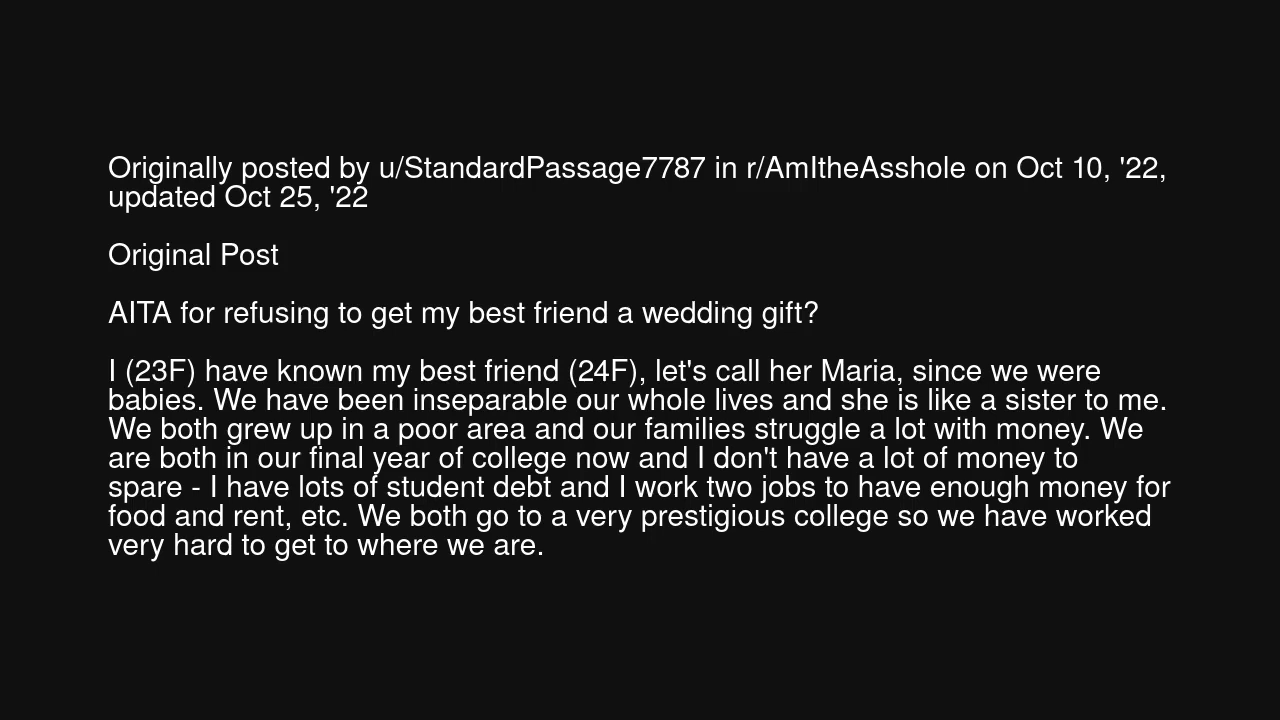 Originally posted by u/StandardPassage7787 in r/AmItheAsshole on Oct 10, '22,
updated Oct 25, '22
Original Post
AITA for refusing to get my best friend a wedding gift?
I (23F) have known my best friend (24F), let's call her Maria, since we were
babies. We have been inseparable our whole lives and she is like a sister to me.
We both grew up in a poor area and our families struggle a lot with money. We
are both in our final year of college now and I don't have a lot of money to
spare - I have lots of student debt and I work two jobs to have enough money for
food and rent, etc. We both go to a very prestigious college so we have worked
very hard to get to where we are.